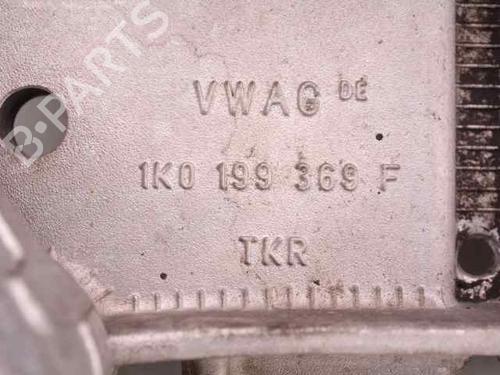 B-PARTS
VWAG DE
1K0 199 369 F
TKR